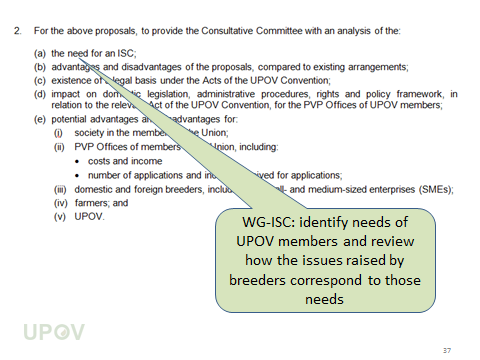 2. For the above proposals, to provide the Consultative Committee with an analysis of the:
(a) the need for an ISC;
(b) advantages and disadvantages of the proposals, compared to existing arrangements;
(c) existence of legal basis under the Acts of the UPOV Convention;
(d) impact on domestic legislation, administrative procedures, rights and policy framework, in
relation to the relevant Act of the UPOV Convention, for the PVP Offices of UPOV members;
(e) potential advantages disadvantages for:
(i) society in the members Union;
(ii) PVP Offices of members Union, including:
• costs and income
• number of applications and received for applications;
(iii) domestic and foreign breeders, including and medium-sized enterprises (SMEs);
(iv) farmers; and
(v) UPOV.
WG-ISC: identify needs of
UPOV members and review
how the issues raised by
breeders correspond to those
needs
UPOV
37